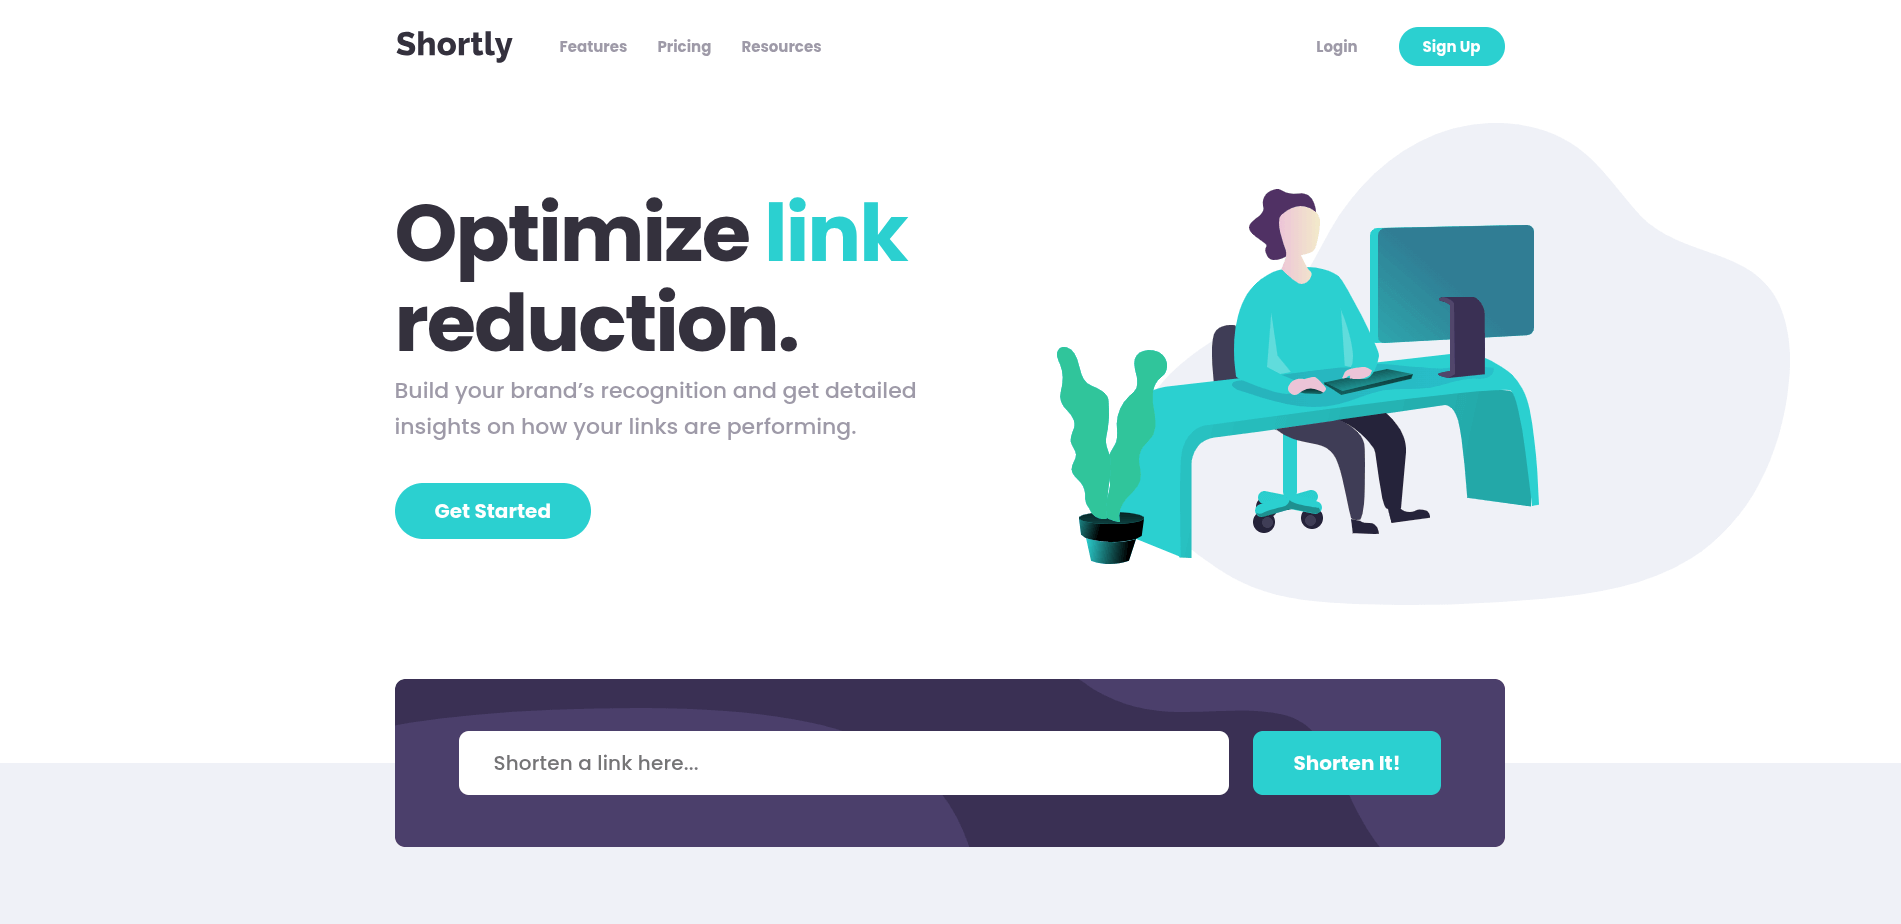 Shortly
Features
Pricing
Resources
Login
Sign Up
Optimize link
reduction.
Build your brand’s recognition and get detailed
insights on how your links are performing.
Get Started
Shorten a link here...
Shorten It!